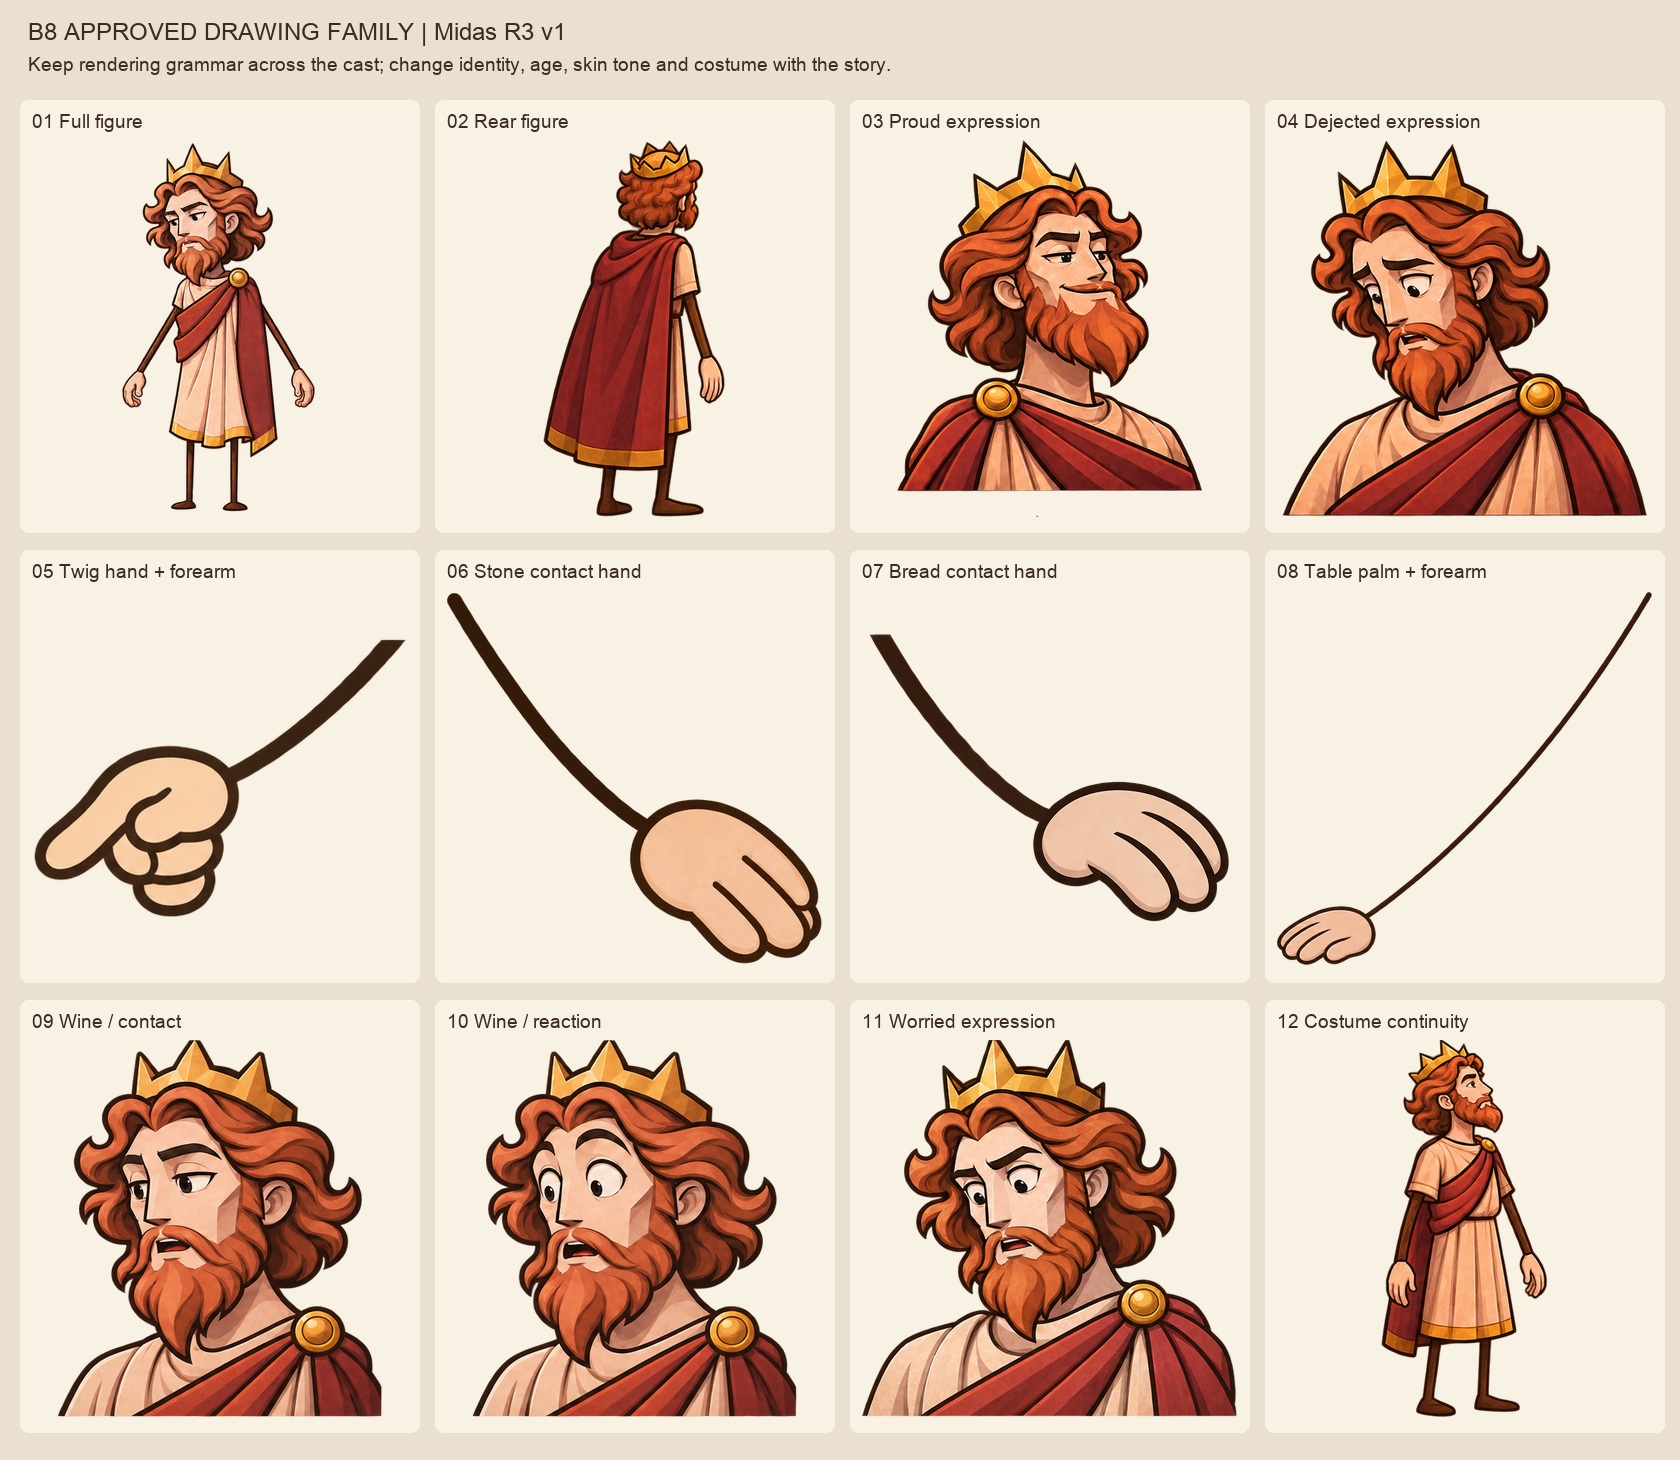 B8 APPROVED DRAWING FAMILY | Midas R3 v1
Keep rendering grammar across the cast; change identity, age, skin tone and costume with the story.
01 Full figure
02 Rear figure
03 Proud expression
04 Dejected expression
05 Twig hand + forearm
06 Stone contact hand
07 Bread contact hand
08 Table palm + forearm
09 Wine / contact
10 Wine / reaction
11 Worried expression
12 Costume continuity